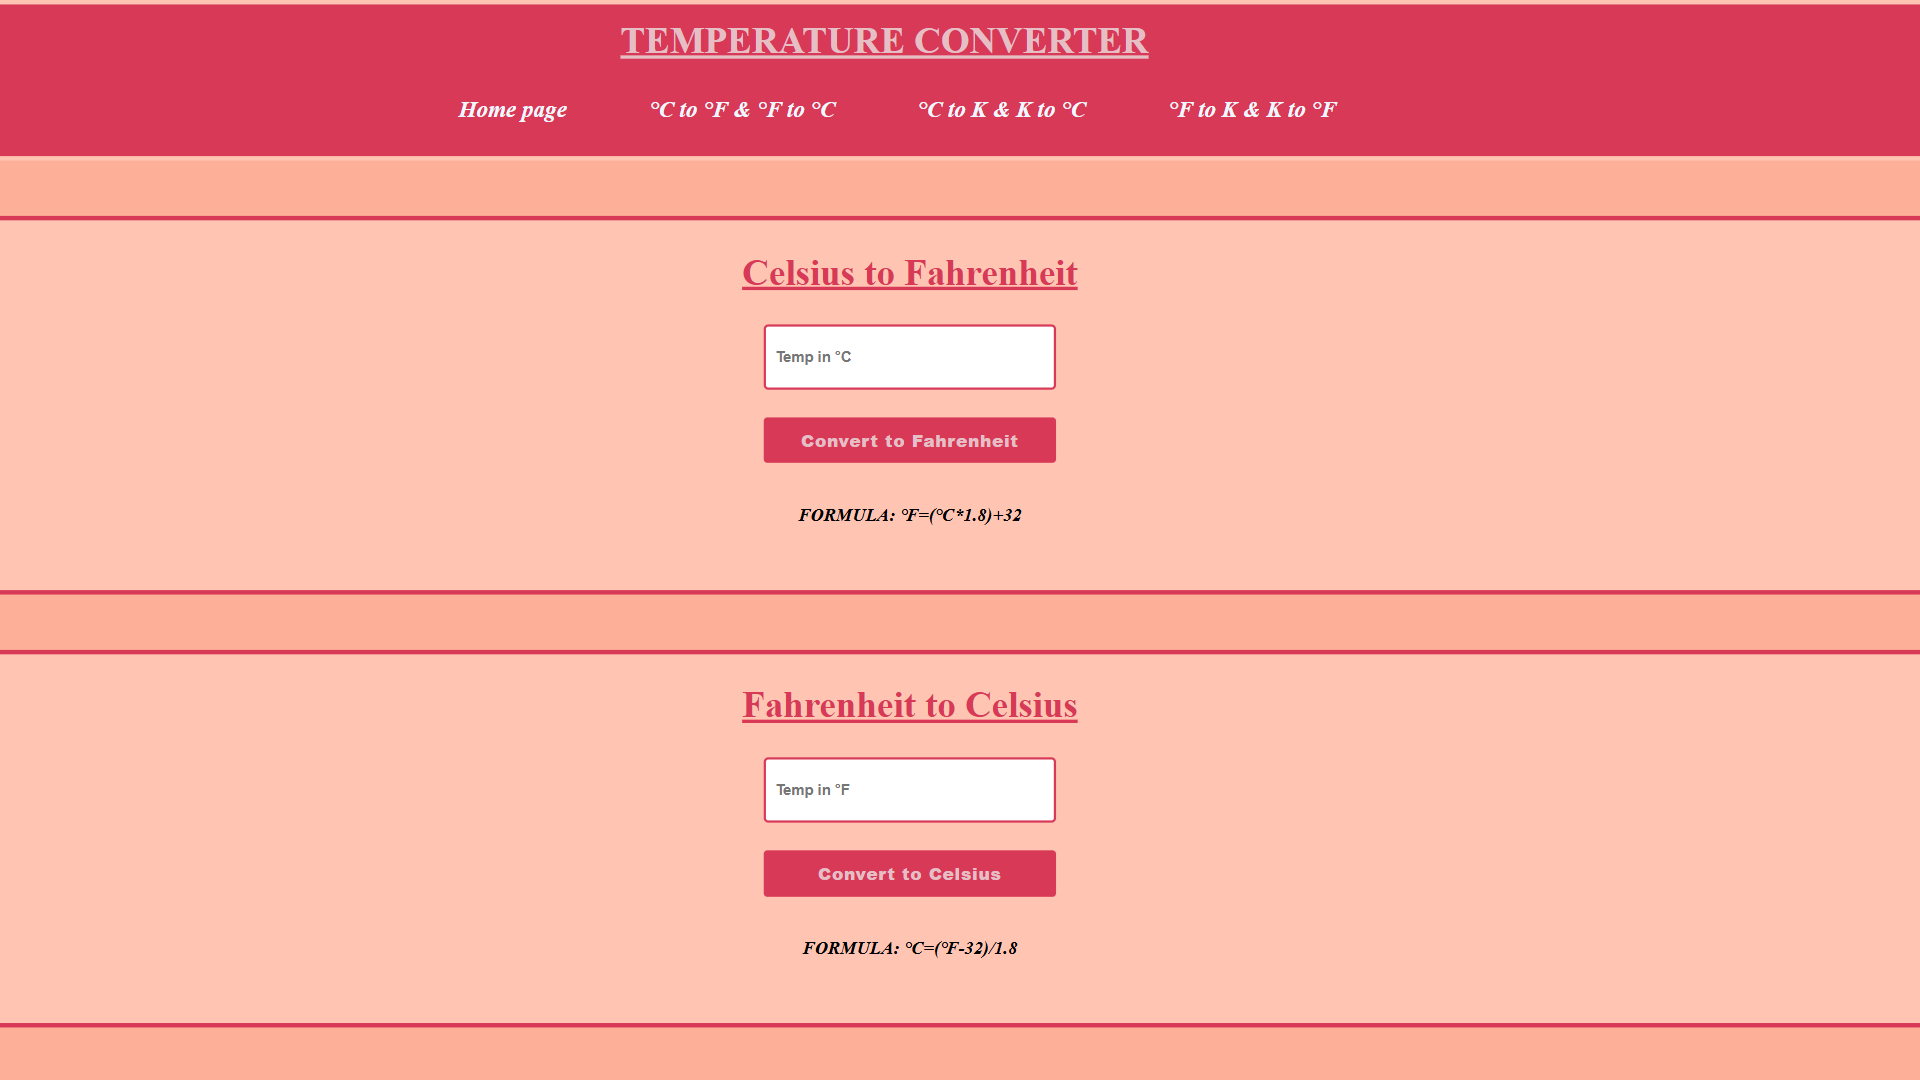 TEMPERATURE CONVERTER
Home page °C to °F & °F to °C °C to K & K to °C °F to K & K to °F
Celsius to Fahrenheit
Temp in °C
Convert to Fahrenheit
FORMULA: °F=(°C*1.8)+32
Fahrenheit to Celsius
Temp in °F
Convert to Celsius
FORMULA: °C=(°F-32)/1.8